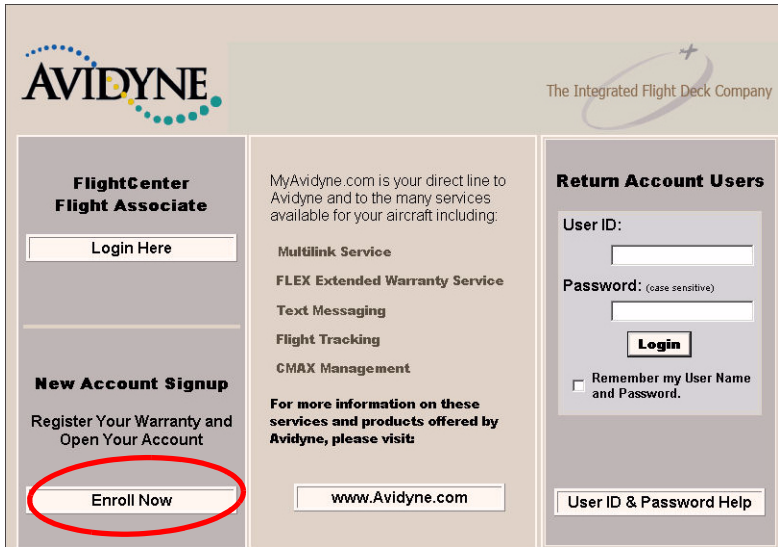 AVIDYNE
The Integrated Flight Deck Company
FlightCenter
Flight Associate
Login Here
New Account Signup
Register Your Warranty and
Open Your Account
Enroll Now
MyAvidyne.com is your direct line to
Avidyne and to the many services
available for your aircraft including:
Multilink Service
FLEX Extended Warranty Service
Text Messaging
Flight Tracking
CMAX Management
For more information on these
services and products offered by
Avidyne, please visit:
www.Avidyne.com
Return Account Users
User ID:
Password: (case sensitive)
Login
Remember my User Name
and Password.
User ID & Password Help